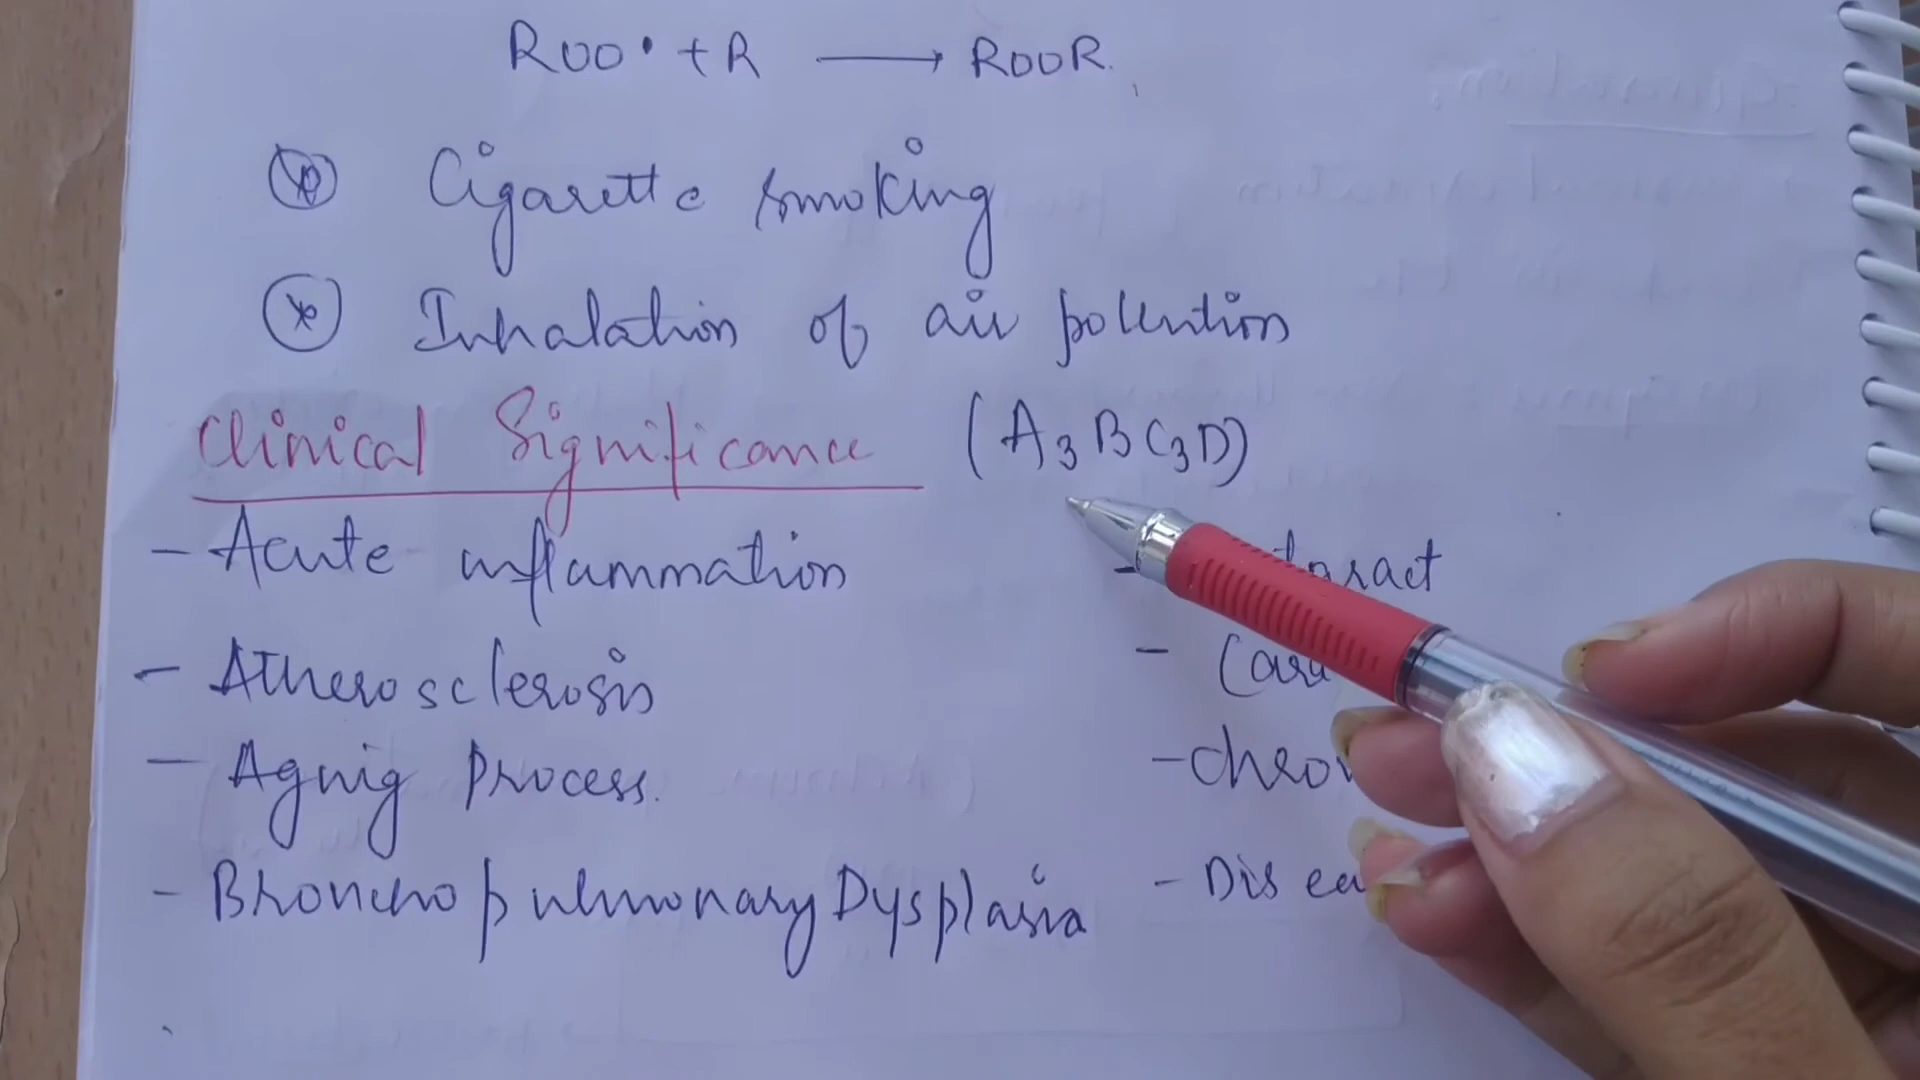 ROO• + R → ROOR.
Cigarette smoking
Inhalation of air pollution
Clinical Significance (A3BC3D)
- Acute inflammation
- Atherosclerosis
- Aging Process.
- Bronchopulmonary Dysplasia
-
-
-
-